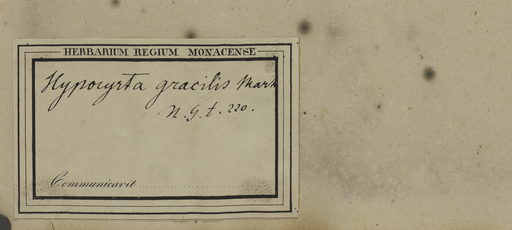 HERBARIUM REGIUM MONACENSE
Hypocyrta gracilis Mart
N. G. t. 220.
Communicavit